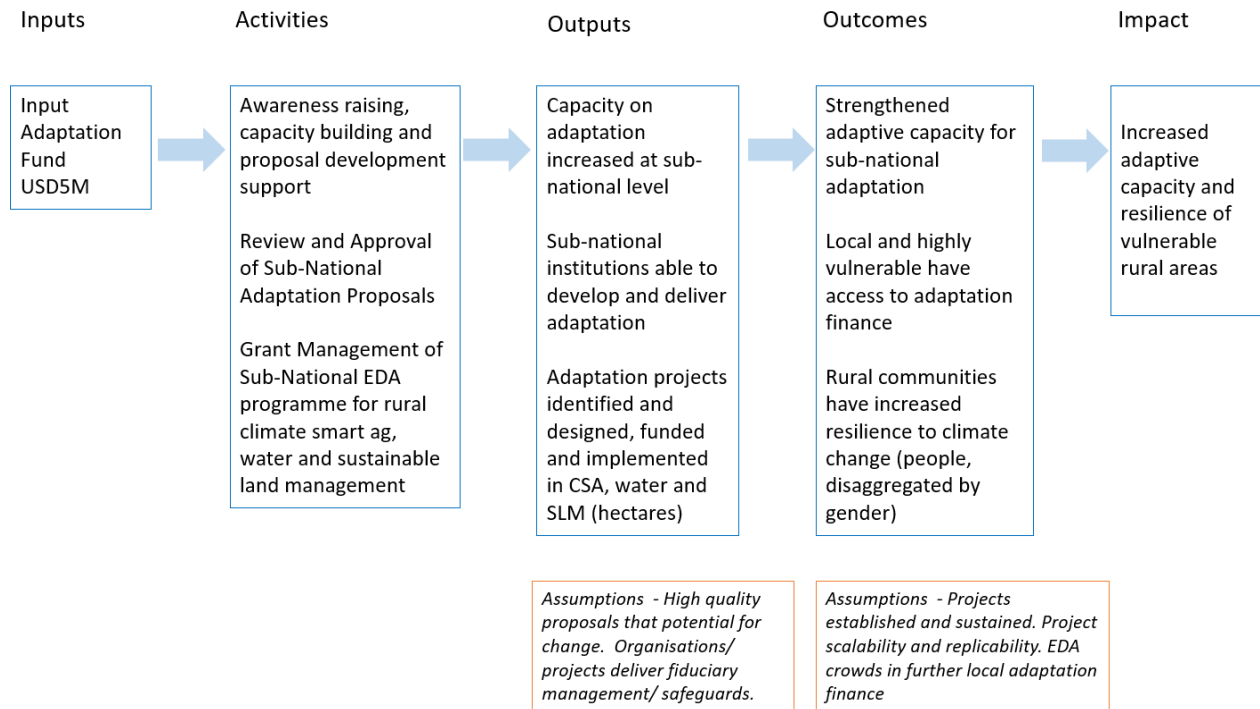 Inputs
Activities
Outputs
Outcomes
Impact
Input
Adaptation
Fund
USD5M
Awareness raising,
capacity building and
proposal development
support
Review and Approval
of Sub-National
Adaptation Proposals
Grant Management of
Sub-National EDA
programme for rural
climate smart ag,
water and sustainable
land management
Capacity on
adaptation
increased at sub-
national level
Sub-national
institutions able to
develop and deliver
adaptation
Adaptation projects
identified and
designed, funded
and implemented
in CSA, water and
SLM (hectares)
Strengthened
adaptive capacity for
sub-national
adaptation
Local and highly
vulnerable have
access to adaptation
finance
Rural communities
have increased
resilience to climate
change (people,
disaggregated by
gender)
Increased
adaptive
capacity and
resilience of
vulnerable
rural areas
Assumptions - High quality
proposals that potential for
change. Organisations/
projects deliver fiduciary
management/ safeguards.
Assumptions - Projects
established and sustained. Project
scalability and replicability. EDA
crowds in further local adaptation
finance